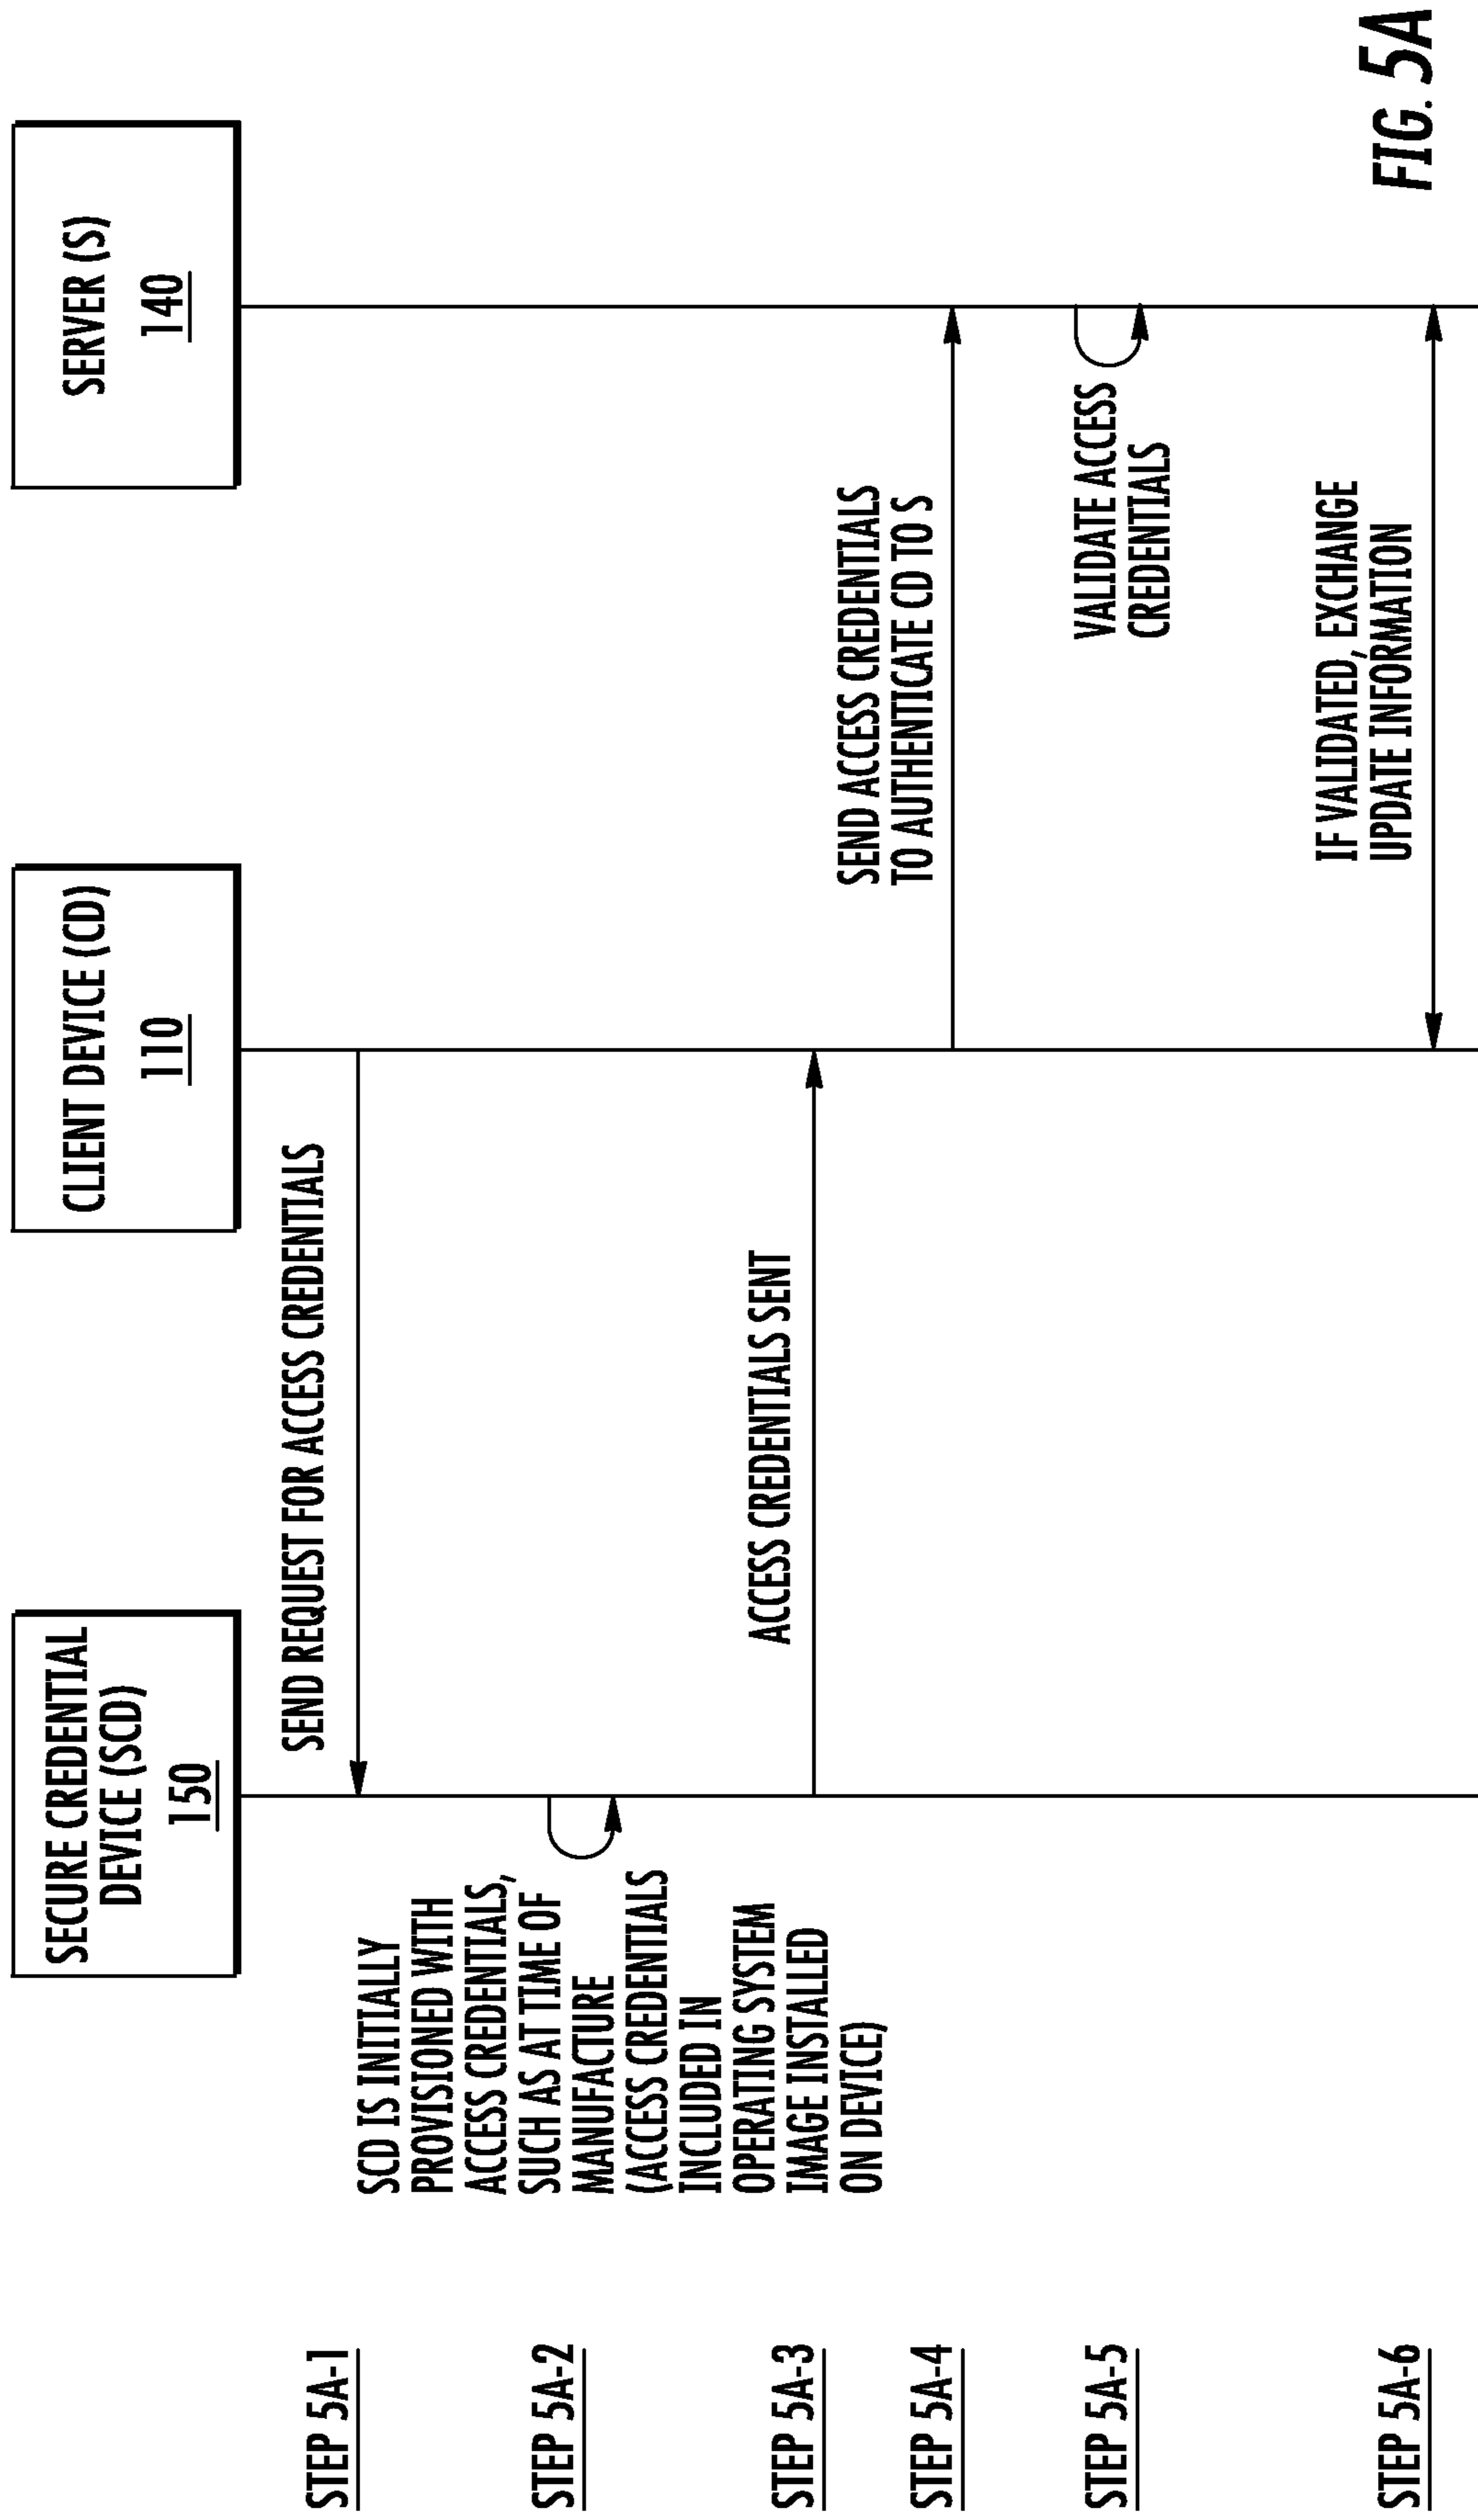 SECURE CREDENTIAL
DEVICE (SCD)
150
CLIENT DEVICE (CD)
110
SERVER (S)
140
STEP 5A-1
SEND REQUEST FOR ACCESS CREDENTIALS
STEP 5A-2
SCD IS INITIALLY
PROVISIONED WITH
ACCESS CREDENTIALS,
SUCH AS AT TIME OF
MANUFACTURE
(ACCESS CREDENTIALS
INCLUDED IN
OPERATING SYSTEM
IMAGE INSTALLED
ON DEVICE)
STEP 5A-3
ACCESS CREDENTIALS SENT
STEP 5A-4
SEND ACCESS CREDENTIALS
TO AUTHENTICATE CD TO S
STEP 5A-5
VALIDATE ACCESS
CREDENTIALS
STEP 5A-6
IF VALIDATED, EXCHANGE
UPDATE INFORMATION
FIG. 5A